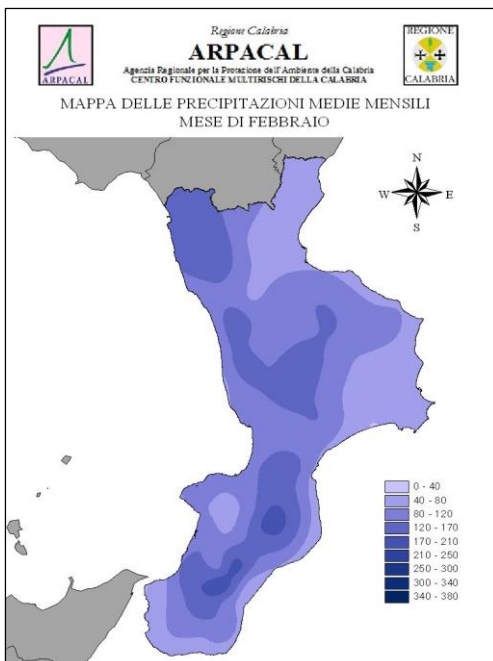 Regione Calabria
ARPACAL
Agenzia Regionale per la Protezione dell'Ambiente della Calabria
CENTRO FUNZIONALE MULTIRISCHI DELLA CALABRIA
ARPACAL
REGIONE
CALABRIA
MAPPA DELLE PRECIPITAZIONI MEDIE MENSILI
MESE DI FEBBRAIO
N
W E
S
0 - 40
40 - 80
80 - 120
120 - 170
170 - 210
210 - 250
250 - 300
300 - 340
340 - 380